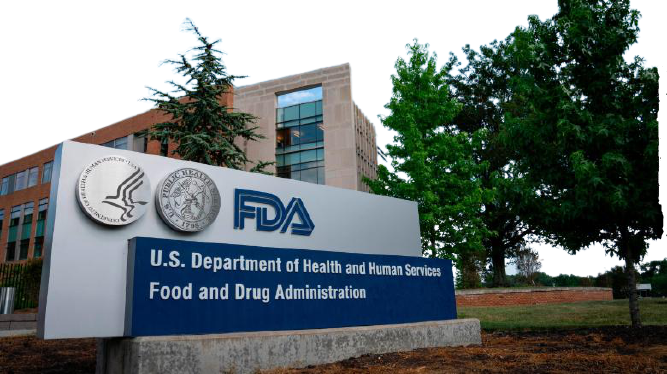 FDA
U.S. Department of Health and Human Services
Food and Drug Administration